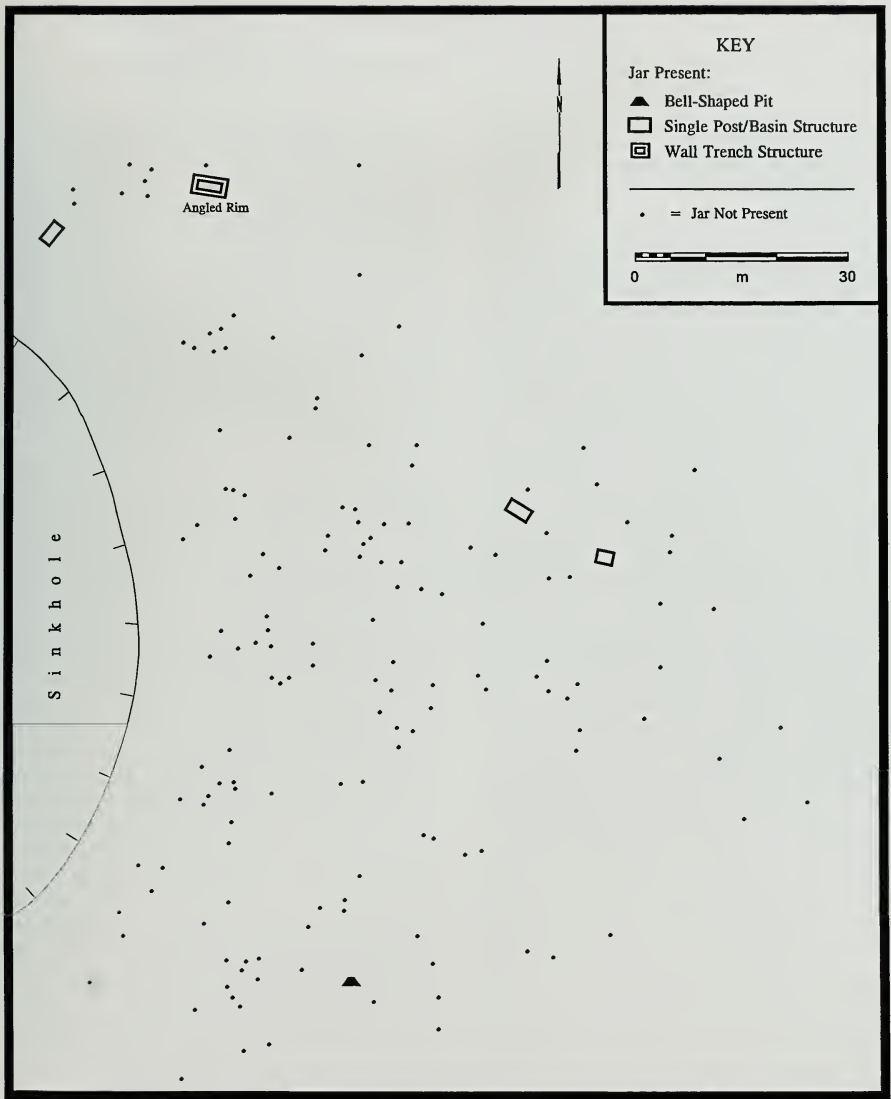 KEY
Jar Present:
Bell-Shaped Pit
Single Post/Basin Structure
Wall Trench Structure
• = Jar Not Present
0 m 30
N
Angled Rim
Sinkhole